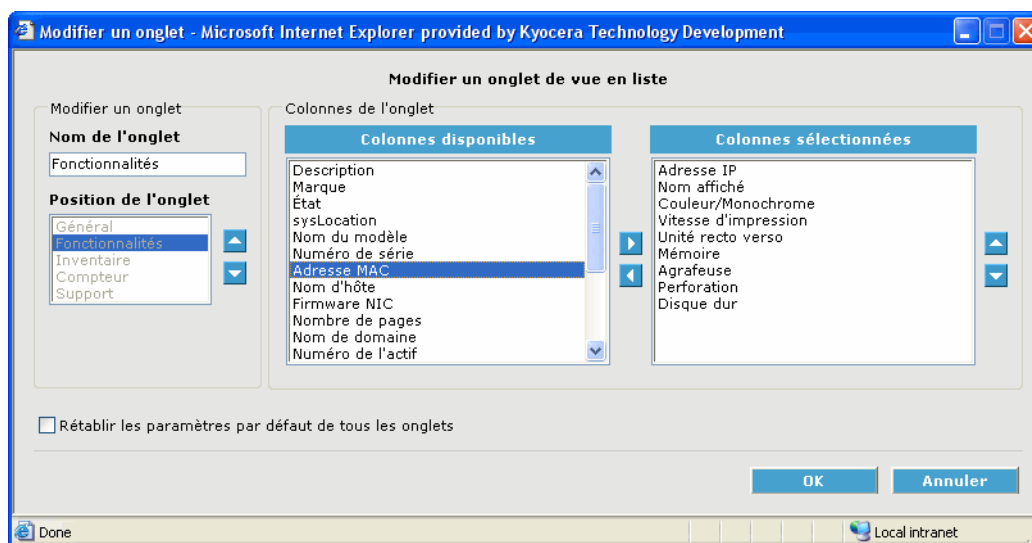 Modifier un onglet - Microsoft Internet Explorer provided by Kyocera Technology Development
Modifier un onglet de vue en liste
Modifier un onglet
Nom de l'onglet
Fonctionnalités
Position de l'onglet
Général
Fonctionnalités
Inventaire
Compteur
Support
Colonnes de l'onglet
Colonnes disponibles
Description
Marque
État
sysLocation
Nom du modèle
Numéro de série
Adresse MAC
Nom d'hôte
Firmware NIC
Nombre de pages
Nom de domaine
Numéro de l'actif
Colonnes sélectionnées
Adresse IP
Nom affiché
Couleur/Monochrome
Vitesse d'impression
Unité recto verso
Mémoire
Agrafeuse
Perforation
Disque dur
Rétablir les paramètres par défaut de tous les onglets
OK
Annuler
Done
Local intranet